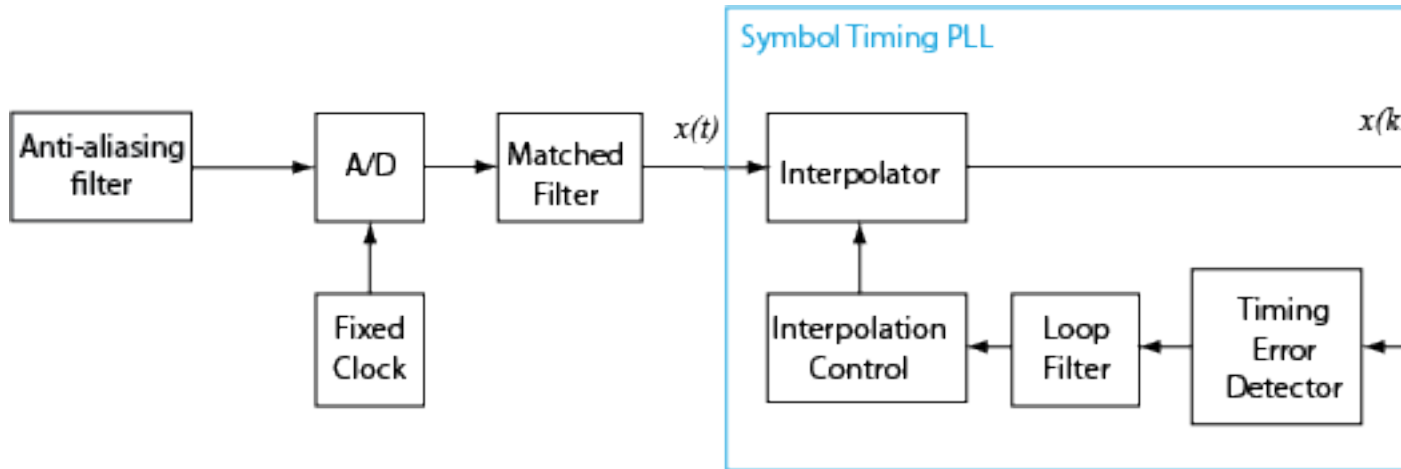 Symbol Timing PLL
Anti-aliasing
filter
A/D
Matched
Filter
x(t)
Interpolator
x(k
Fixed
Clock
Interpolation
Control
Loop
Filter
Timing
Error
Detector